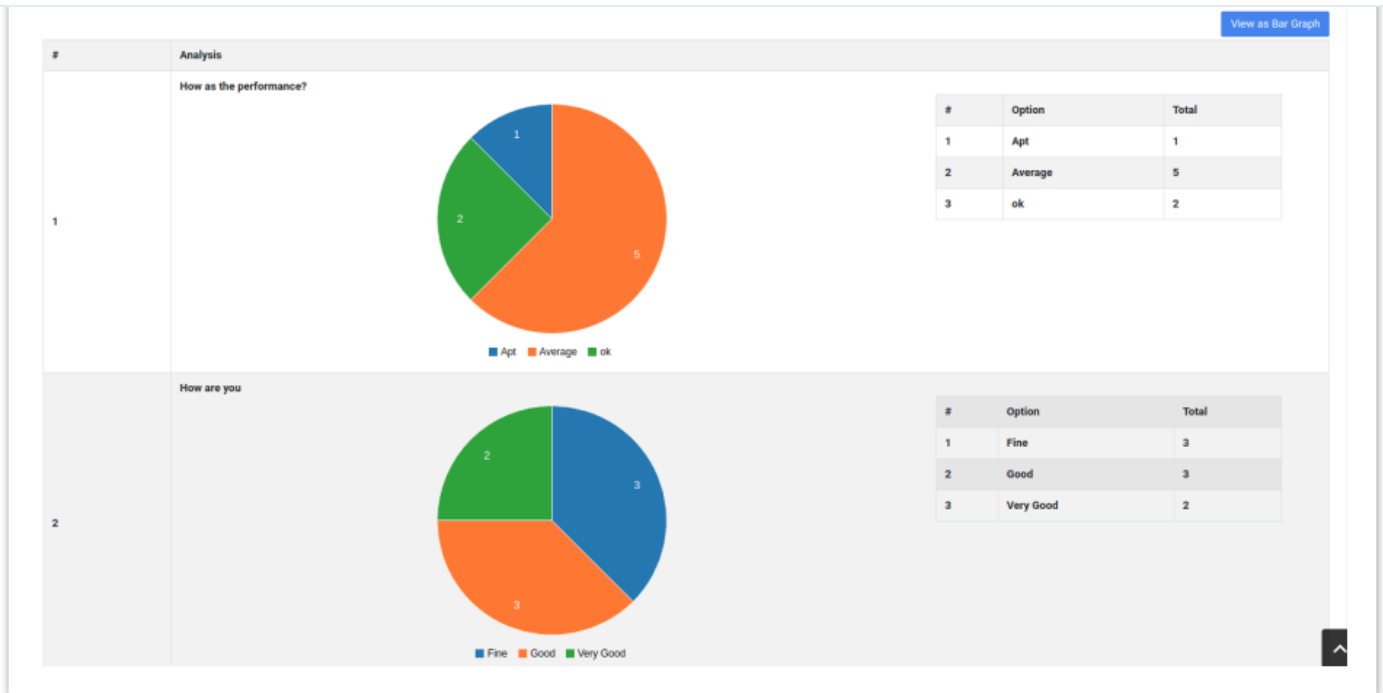 View as Bar Graph
# Analysis
How as the performance?
1
1
2
5
Apt Average ok
# Option Total
1 Apt 1
2 Average 5
3 ok 2
How are you
2
2
3
3
Fine Good Very Good
# Option Total
1 Fine 3
2 Good 3
3 Very Good 2